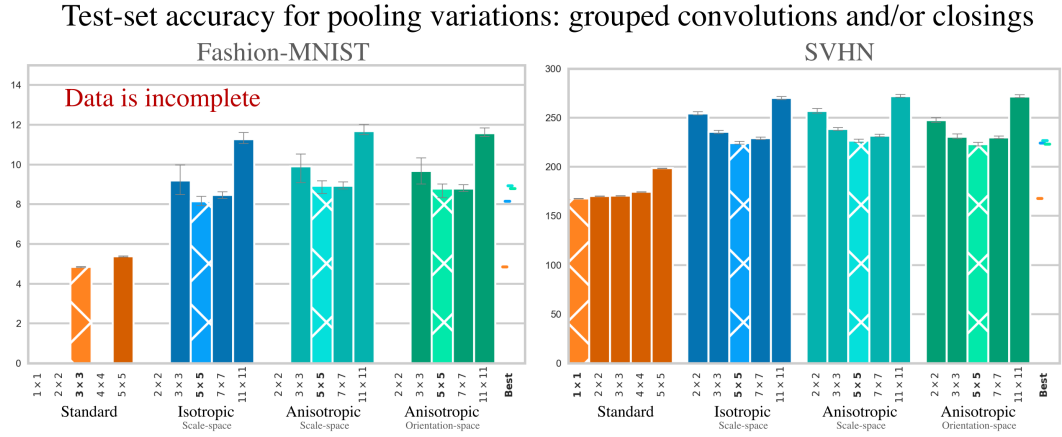 Test-set accuracy for pooling variations: grouped convolutions and/or closings
Fashion-MNIST
Data is incomplete
14
12
10
8
6
4
2
0
1 × 1
2 × 2
3 × 3
4 × 4
5 × 5
2 × 2
3 × 3
5 × 5
7 × 7
11 × 11
2 × 2
3 × 3
5 × 5
7 × 7
11 × 11
2 × 2
3 × 3
5 × 5
7 × 7
11 × 11
Best
Standard
Isotropic
Scale-space
Anisotropic
Scale-space
Anisotropic
Orientation-space
SVHN
300
250
200
150
100
50
0
1 × 1
2 × 2
3 × 3
4 × 4
5 × 5
2 × 2
3 × 3
5 × 5
7 × 7
11 × 11
2 × 2
3 × 3
5 × 5
7 × 7
11 × 11
2 × 2
3 × 3
5 × 5
7 × 7
11 × 11
Best
Standard
Isotropic
Scale-space
Anisotropic
Scale-space
Anisotropic
Orientation-space